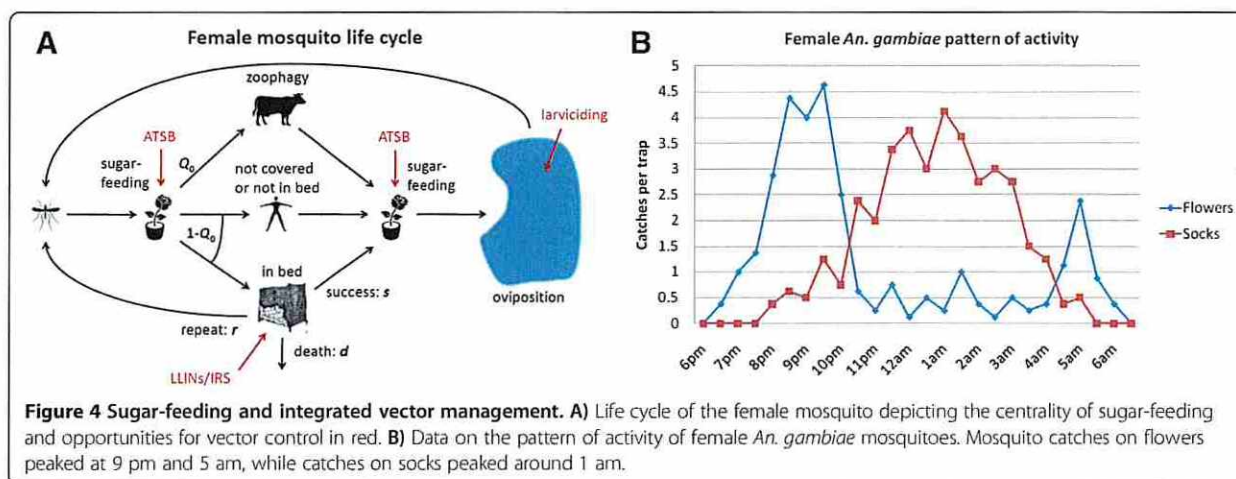 A
Female mosquito life cycle
zoophagy
larviciding
ATSB
ATSB
sugar-
feeding
Q₀
not covered
or not in bed
sugar-
feeding
1-Q₀
in bed
success: s
oviposition
repeat: r
death: d
LLINs/IRS
B
Female An. gambiae pattern of activity
Catches per trap
5
4.5
4
3.5
3
2.5
2
1.5
1
0.5
0
6pm 7pm 8pm 9pm 10pm 11pm 12am 1am 2am 3am 4am 5am 6am
Flowers
Socks
Figure 4 Sugar-feeding and integrated vector management. A) Life cycle of the female mosquito depicting the centrality of sugar-feeding
and opportunities for vector control in red. B) Data on the pattern of activity of female An. gambiae mosquitoes. Mosquito catches on flowers
peaked at 9 pm and 5 am, while catches on socks peaked around 1 am.